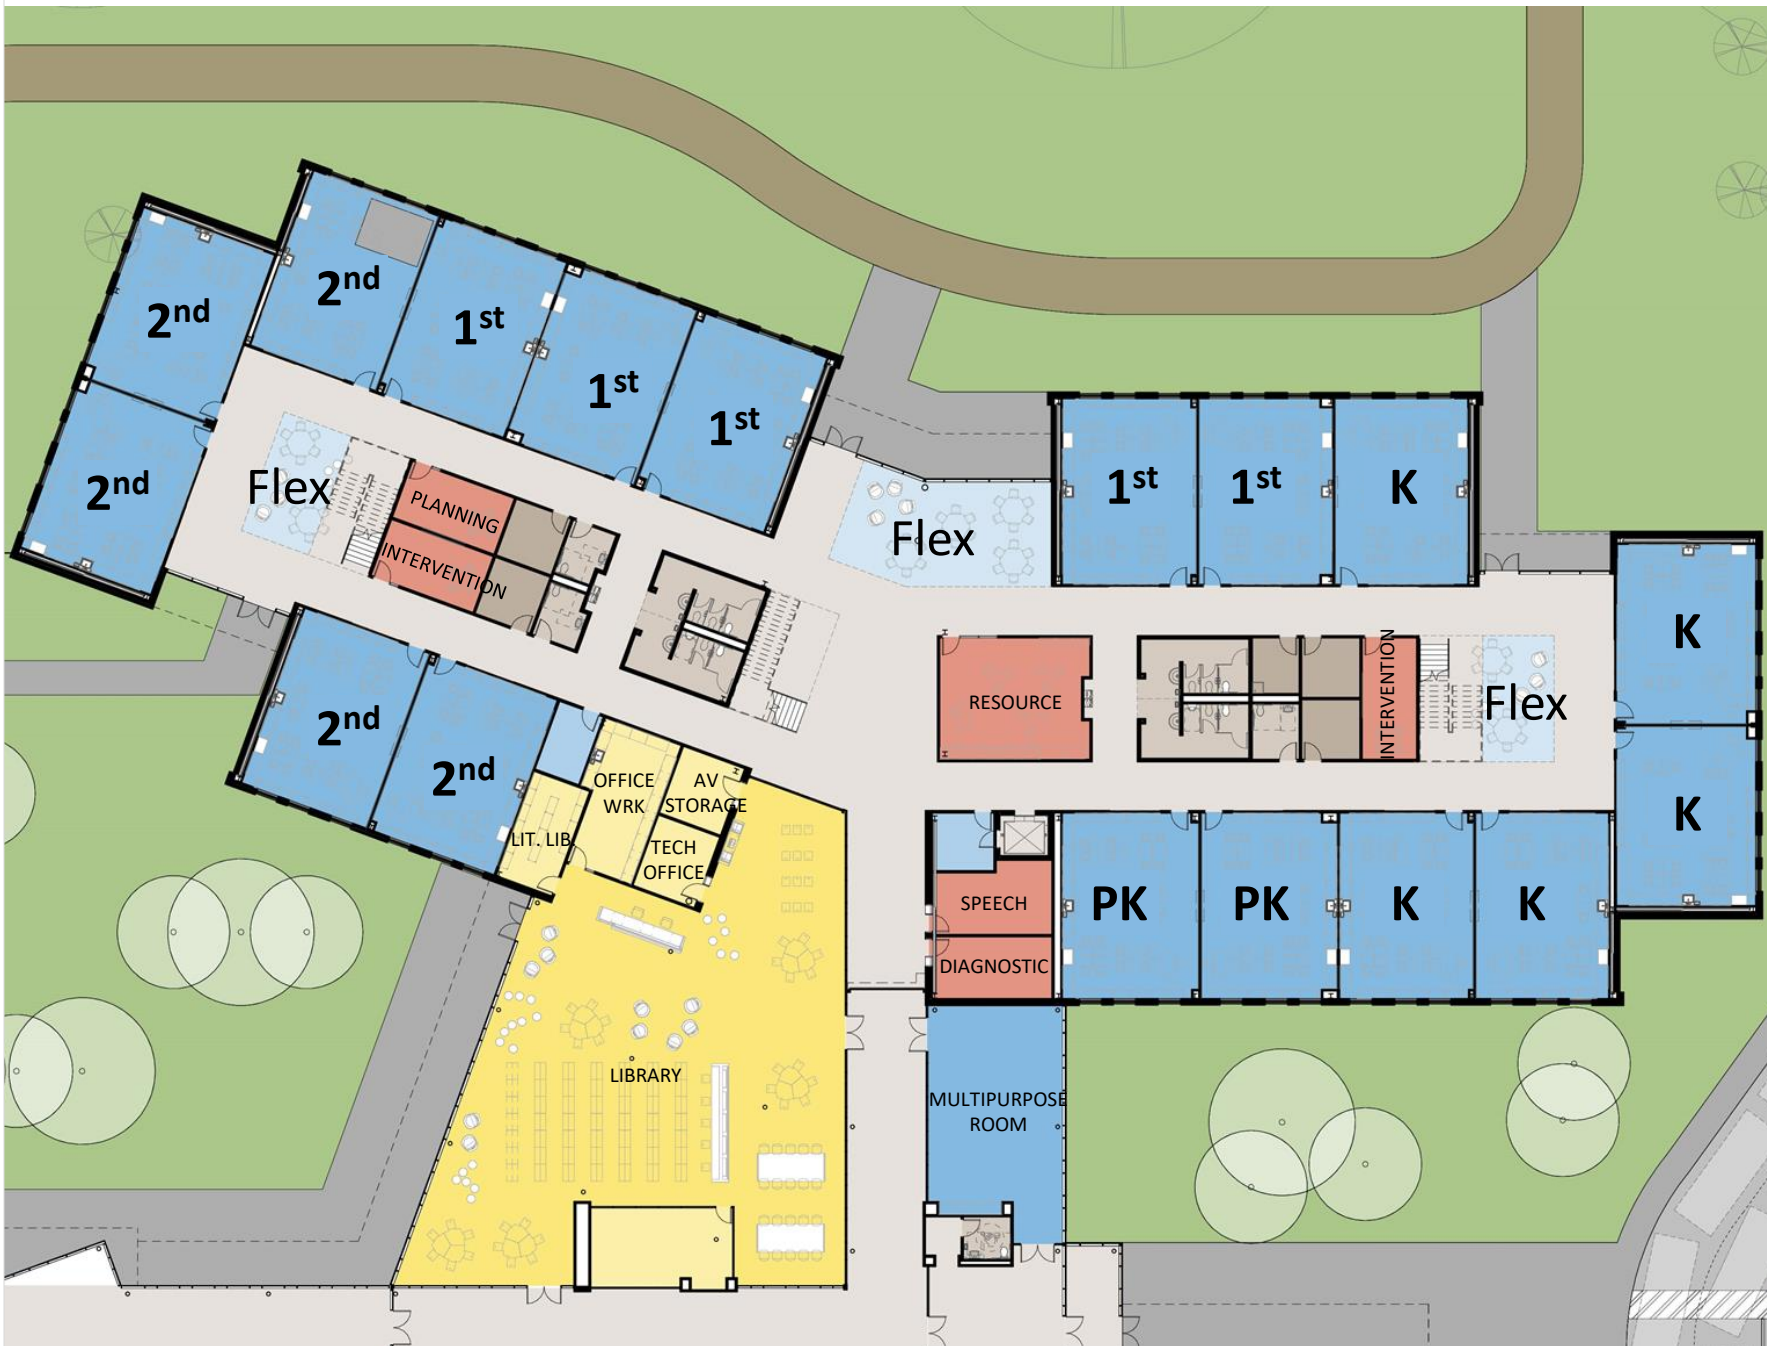 2nd
2nd
1st
1st
1st
2nd
Flex
PLANNING
INTERVENTION
Flex
1st
1st
K
K
2nd
2nd
OFFICE
WRK
AV
STORAGE
LIT. LIB.
TECH
OFFICE
RESOURCE
INTERVENTION
Flex
K
SPEECH
DIAGNOSTIC
PK
PK
K
K
LIBRARY
MULTIPURPOSE
ROOM